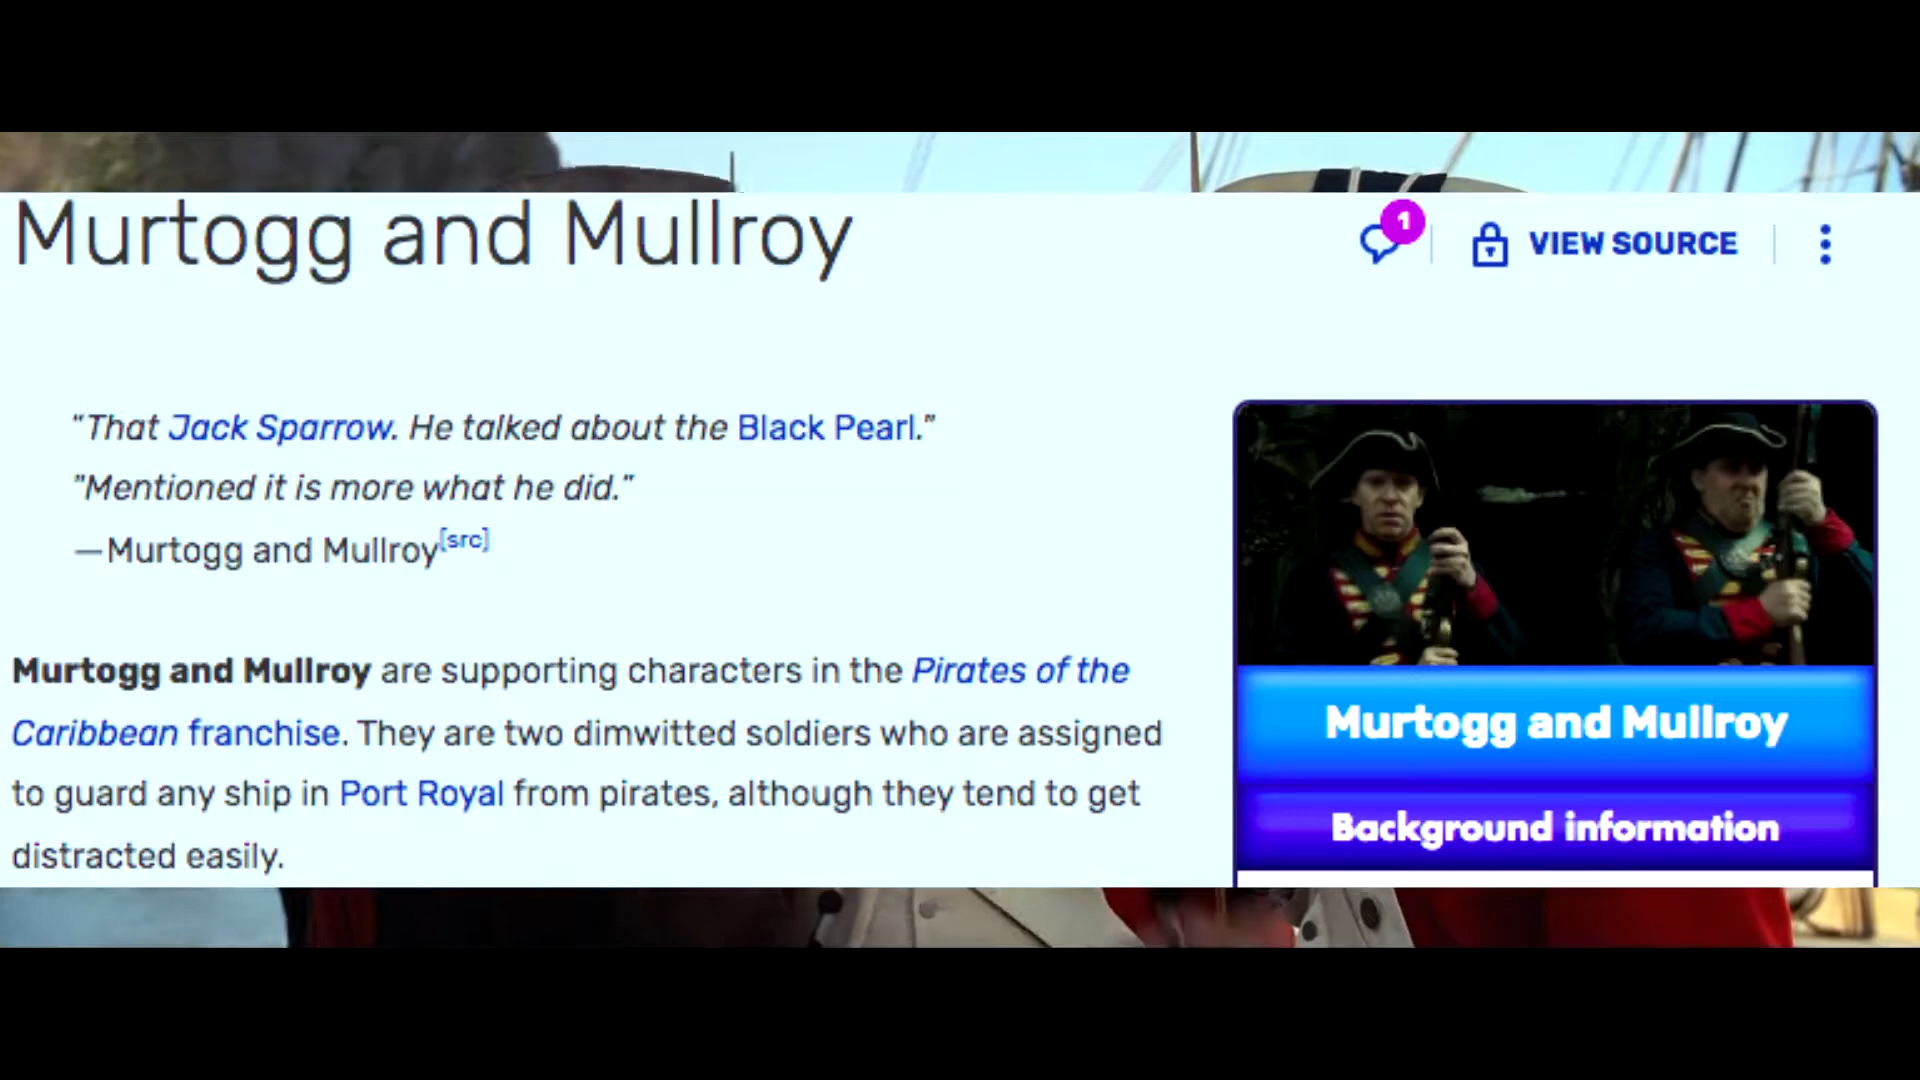 Murtogg and Mullroy
1
VIEW SOURCE
"That Jack Sparrow. He talked about the Black Pearl."
"Mentioned it is more what he did."
—Murtogg and Mullroy[src]
Murtogg and Mullroy are supporting characters in the Pirates of the
Caribbean franchise. They are two dimwitted soldiers who are assigned
to guard any ship in Port Royal from pirates, although they tend to get
distracted easily.
Murtogg and Mullroy
Background information